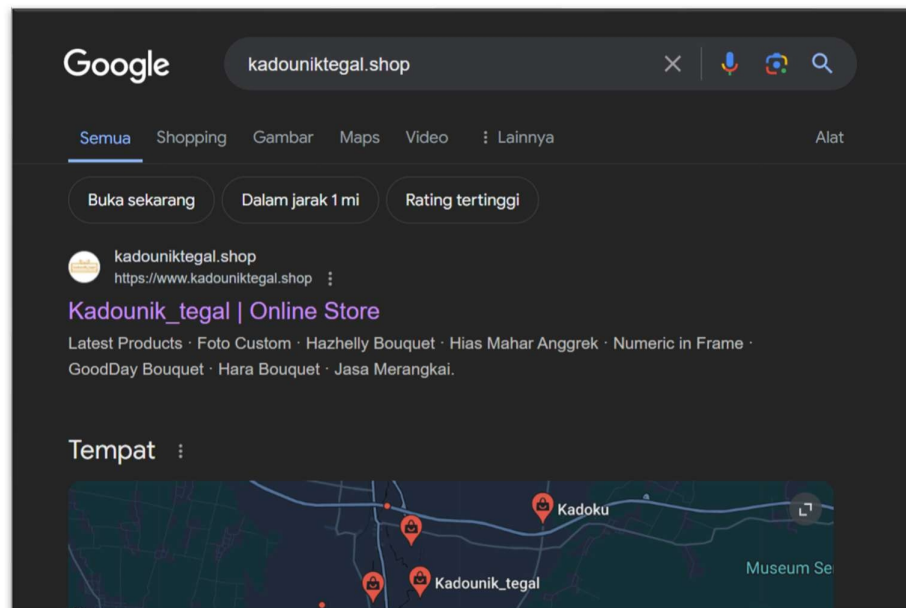 Google
kadouniktegal.shop
Semua Shopping Gambar Maps Video Lainnya Alat
Buka sekarang Dalam jarak 1 mi Rating tertinggi
kadouniktegal.shop
https://www.kadouniktegal.shop
Kadounik_tegal | Online Store
Latest Products · Foto Custom · Hazhelly Bouquet · Hias Mahar Anggrek · Numeric in Frame ·
GoodDay Bouquet · Hara Bouquet · Jasa Merangkai.
Tempat
Kadoku
Museum Se
Kadounik_tegal